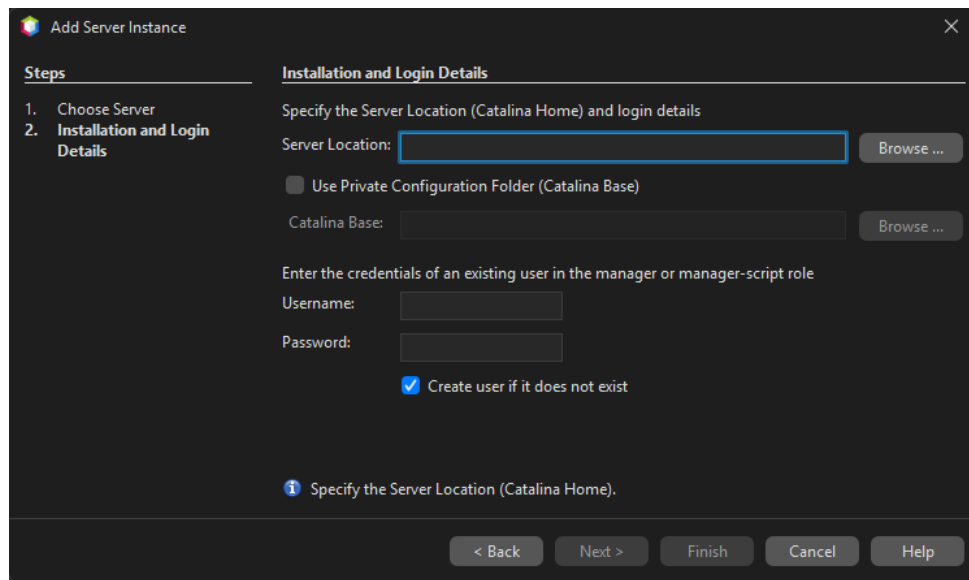 Add Server Instance
Steps
1. Choose Server
2. Installation and Login
Details
Installation and Login Details
Specify the Server Location (Catalina Home) and login details
Server Location:
Browse ...
Use Private Configuration Folder (Catalina Base)
Catalina Base:
Browse ...
Enter the credentials of an existing user in the manager or manager-script role
Username:
Password:
Create user if it does not exist
Specify the Server Location (Catalina Home).
< Back
Next >
Finish
Cancel
Help